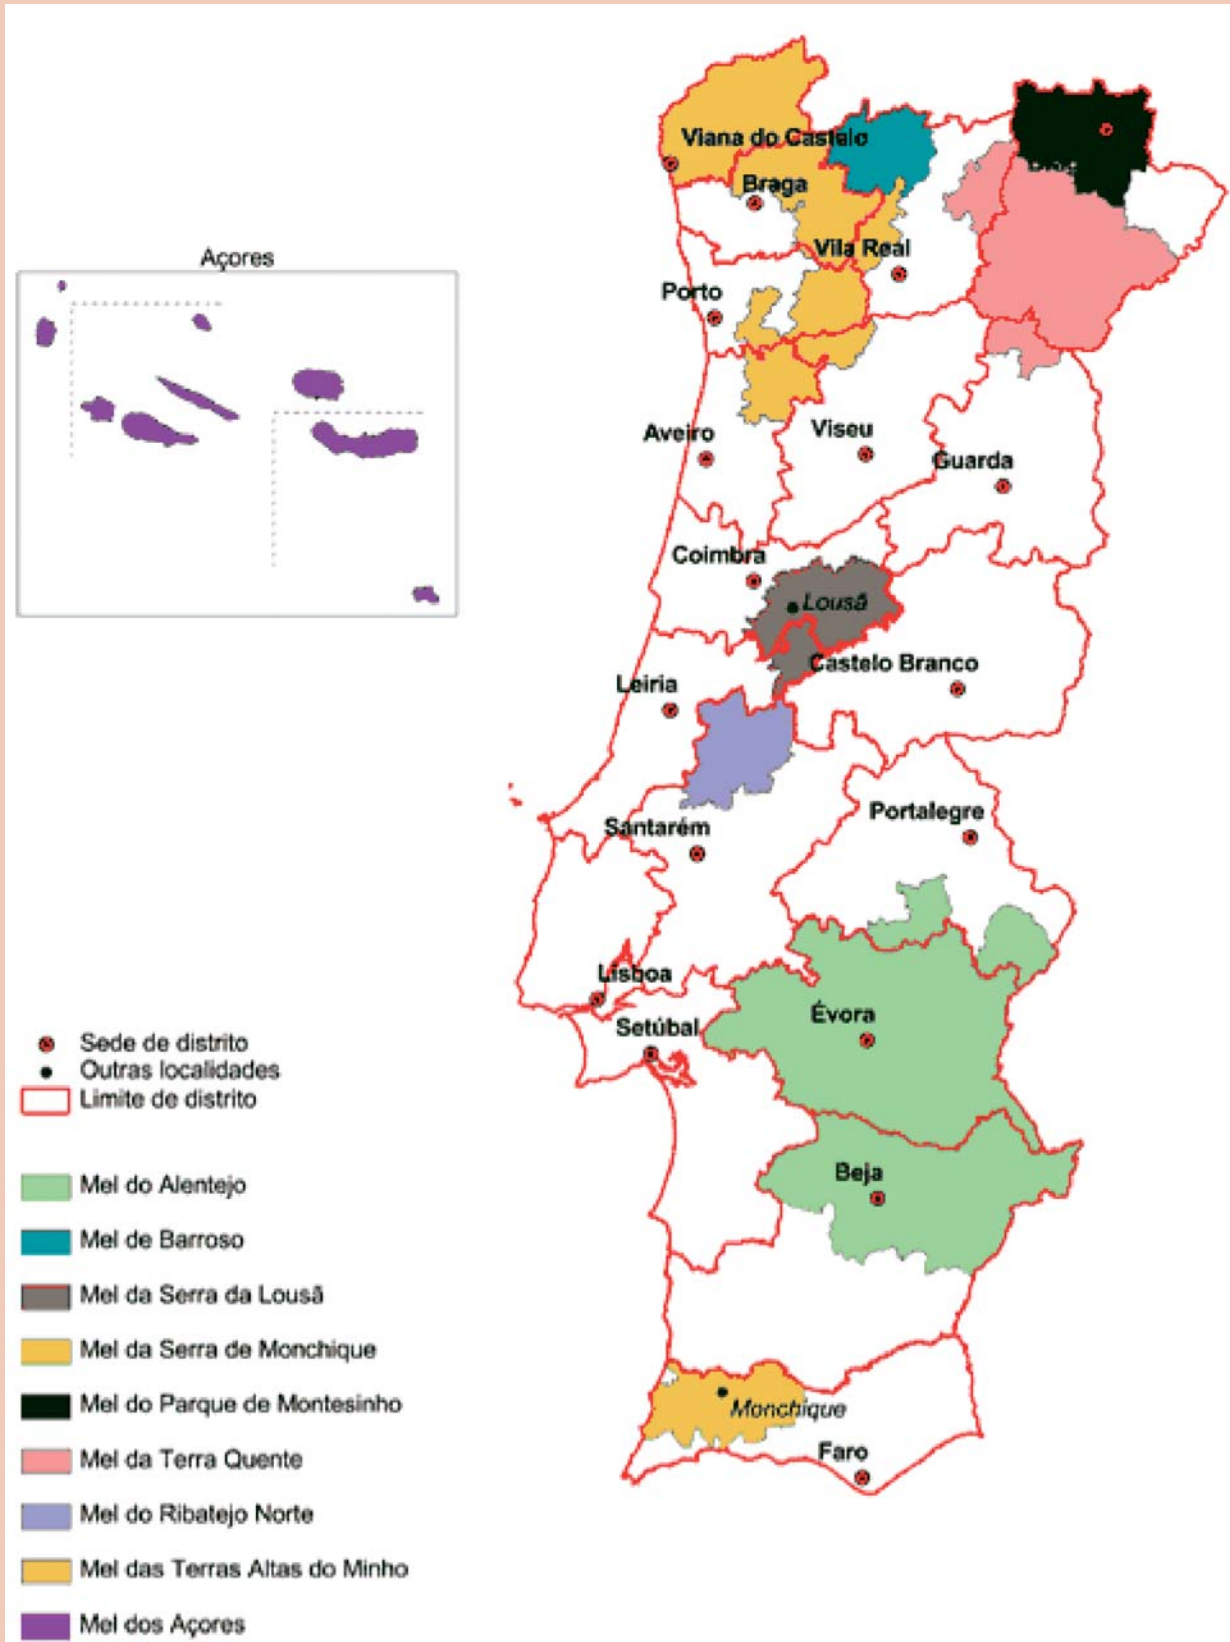 Viana do Castelo
Braga
Vila Real
Açores
Porto
Aveiro
Viseu
Guarda
Coimbra
Lousã
Castelo Branco
Leiria
Portalegre
Santarém
Lisboa
Évora
Setúbal
Sede de distrito
Outras localidades
Limite de distrito
Beja
Mel do Alentejo
Mel de Barroso
Mel da Serra da Lousã
Mel da Serra de Monchique
Mel do Parque de Montesinho
Monchique
Faro
Mel da Terra Quente
Mel do Ribatejo Norte
Mel das Terras Altas do Minho
Mel dos Açores